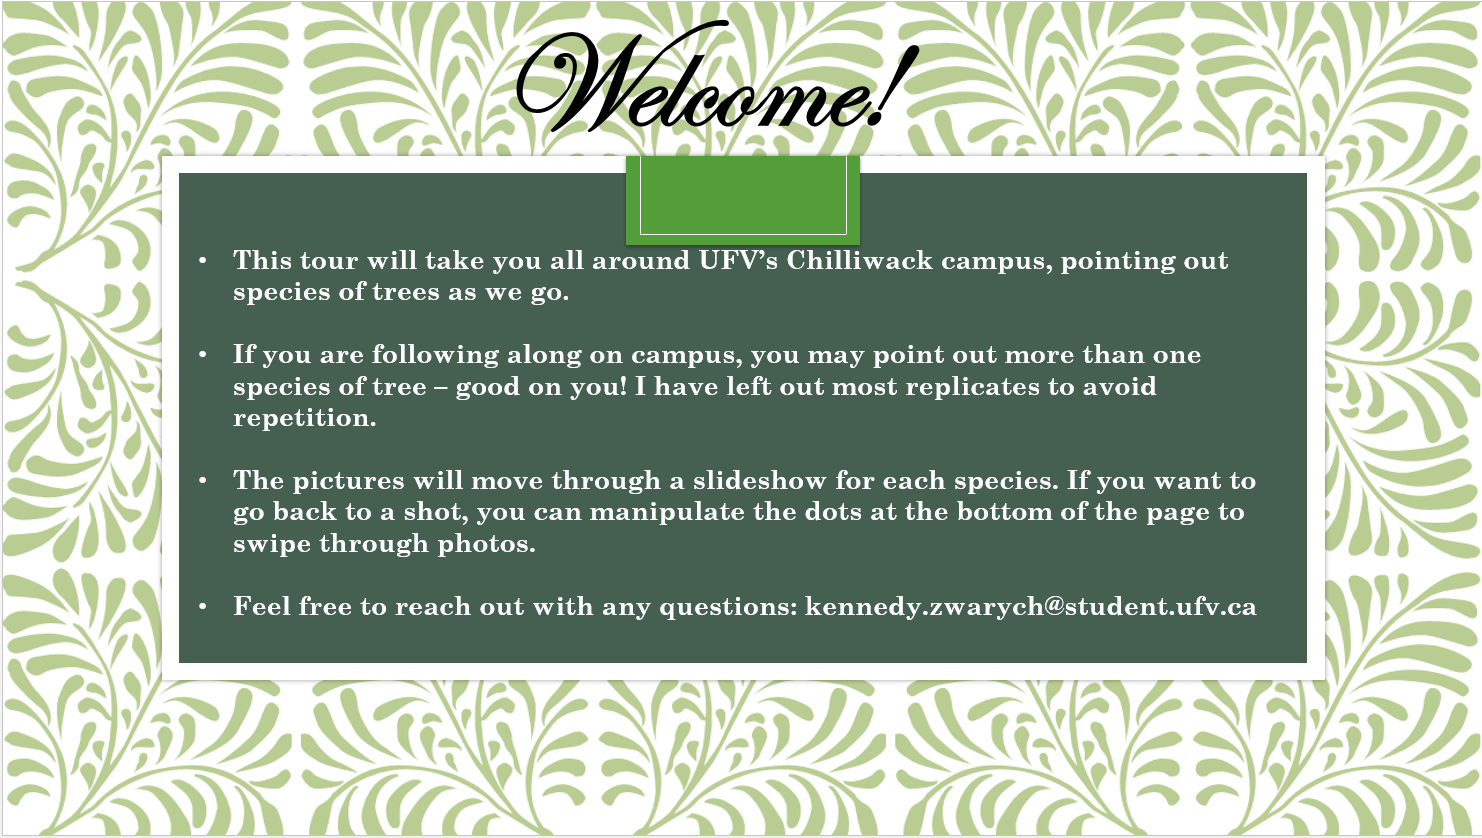 Welcome!
• This tour will take you all around UFV’s Chilliwack campus, pointing out
species of trees as we go.
• If you are following along on campus, you may point out more than one
species of tree – good on you! I have left out most replicates to avoid
repetition.
• The pictures will move through a slideshow for each species. If you want to
go back to a shot, you can manipulate the dots at the bottom of the page to
swipe through photos.
• Feel free to reach out with any questions: kennedy.zwarych@student.ufv.ca